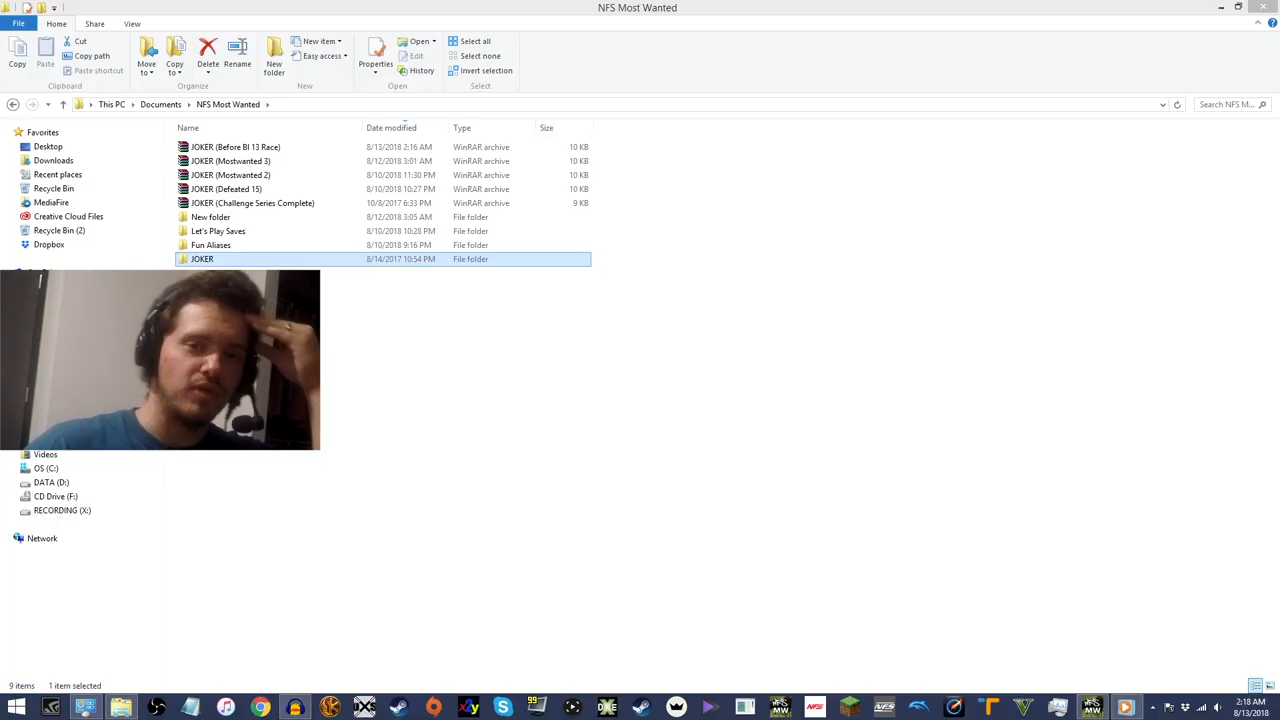 NFS Most Wanted
File Home Share View
Copy Paste Cut Copy path Paste shortcut Move to Copy to Delete Rename New folder New item Easy access Properties Open Edit History Select all Select none Invert selection
Clipboard Organize New Open Select
This PC Documents NFS Most Wanted Search NFS M...
Name Date modified Type Size
JOKER (Before Bl 13 Race) 8/13/2018 2:16 AM WinRAR archive 10 KB
JOKER (Mostwanted 3) 8/12/2018 3:01 AM WinRAR archive 10 KB
JOKER (Mostwanted 2) 8/10/2018 11:30 PM WinRAR archive 10 KB
JOKER (Defeated 15) 8/10/2018 10:27 PM WinRAR archive 10 KB
JOKER (Challenge Series Complete) 10/8/2017 6:33 PM WinRAR archive 9 KB
New folder 8/12/2018 3:05 AM File folder
Let's Play Saves 8/10/2018 10:28 PM File folder
Fun Aliases 8/10/2018 9:16 PM File folder
JOKER 8/14/2017 10:54 PM File folder
Favorites
Desktop
Downloads
Recent places
Recycle Bin
MediaFire
Creative Cloud Files
Recycle Bin (2)
Dropbox
Videos
OS (C:)
DATA (D:)
CD Drive (F:)
RECORDING (X:)
Network
9 items 1 item selected
99
NFS
MW
2:18 AM
8/13/2018